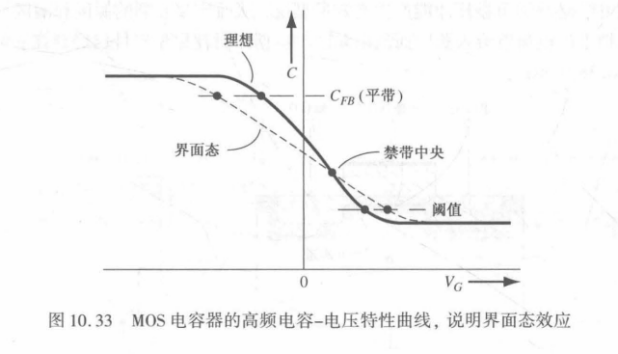 理想
C
C_FB (平带)
界面态
禁带中央
阈值
0
V_G
图 10.33 MOS 电容器的高频电容-电压特性曲线，说明界面态效应